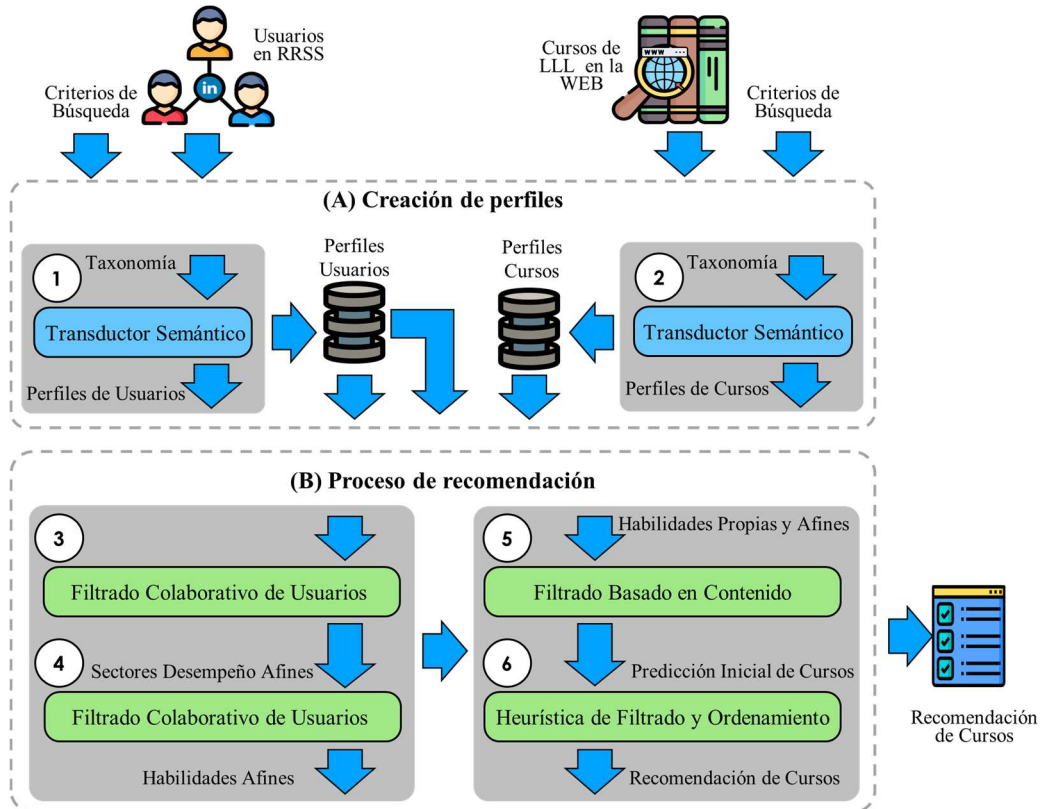 Usuarios
en RRSS
in
Criterios de
Búsqueda
Cursos de
LLL en la
WEB
WWW
Criterios de
Búsqueda
(A) Creación de perfiles
1
Taxonomía
Transductor Semántico
Perfiles de Usuarios
Perfiles
Usuarios
Perfiles
Cursos
2
Taxonomía
Transductor Semántico
Perfiles de Cursos
(B) Proceso de recomendación
3
Filtrado Colaborativo de Usuarios
4
Sectores Desempeño Afines
Filtrado Colaborativo de Usuarios
Habilidades Afines
5
Habilidades Propias y Afines
Filtrado Basado en Contenido
6
Predicción Inicial de Cursos
Heurística de Filtrado y Ordenamiento
Recomendación de Cursos
Recomendación
de Cursos